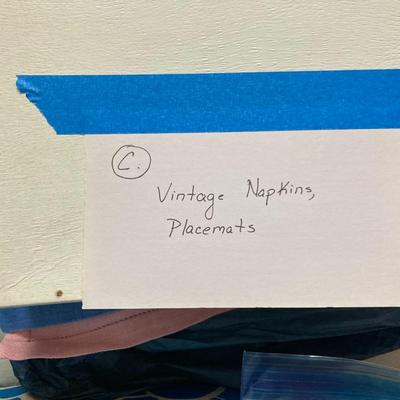 C.
Vintage Napkins,
Placemats